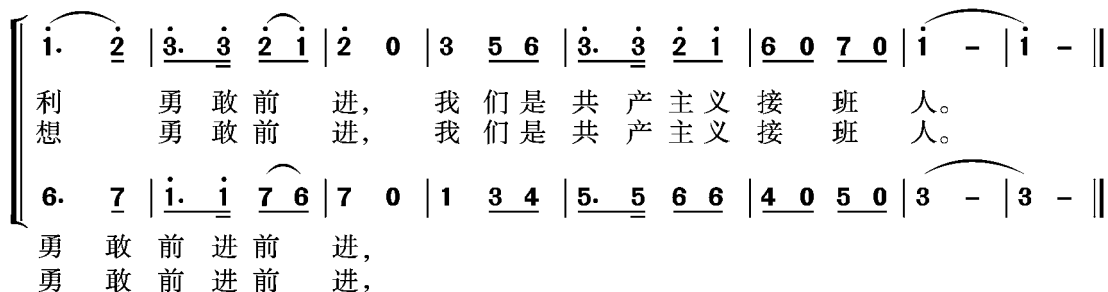 1. 2 | 3. 3 2 1 | 2 0 | 3 5 6 | 3. 3 2 1 | 6 0 7 0 | 1 – | 1 – ‖
利 勇 敢 前 进， 我 们 是 共 产 主 义 接 班 人。
想 勇 敢 前 进， 我 们 是 共 产 主 义 接 班 人。
6. 7 | 1. 1 7 6 | 7 0 | 1 3 4 | 5. 5 6 6 | 4 0 5 0 | 3 – | 3 – ‖
勇 敢 前 进 前 进，
勇 敢 前 进 前 进，